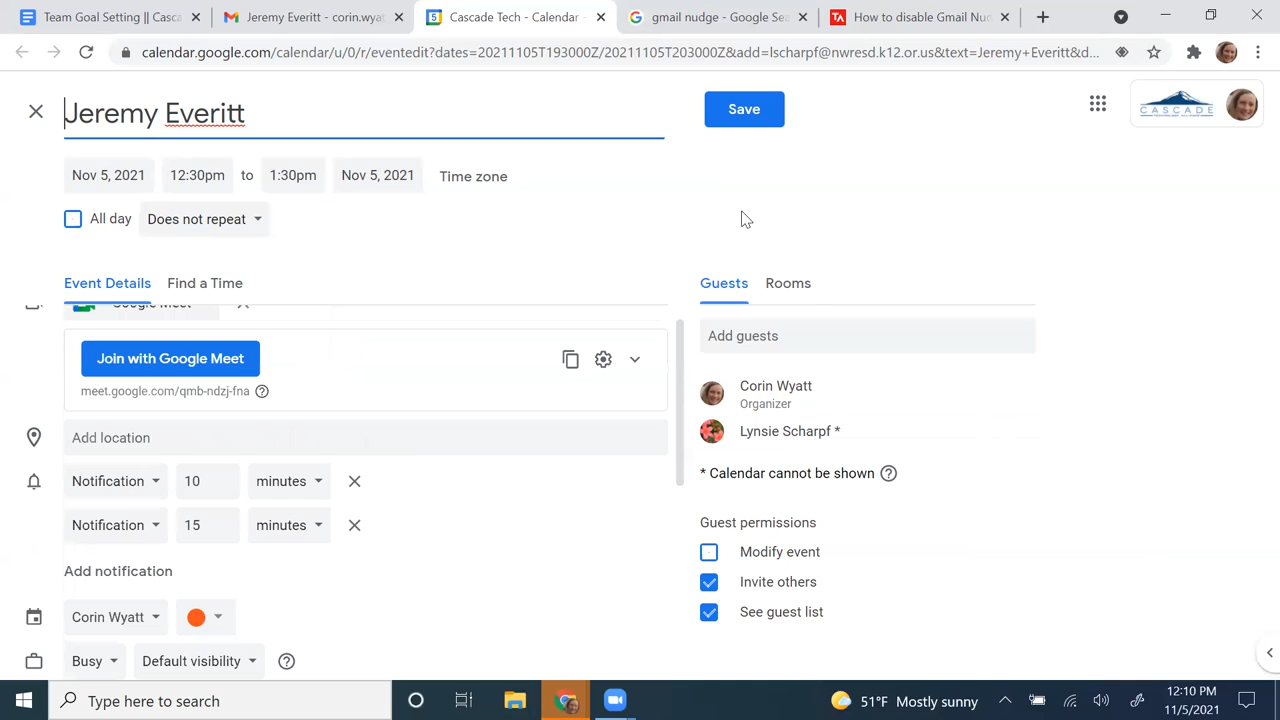 Team Goal Setting || Casca
Jeremy Everitt - corin.wyat
Cascade Tech - Calendar -
gmail nudge - Google Sea
How to disable Gmail Nud
calendar.google.com/calendar/u/0/r/eventedit?dates=20211105T193000Z/20211105T203000Z&add=lscharpf@nwresd.k12.or.us&text=Jeremy+Everitt&d...
Jeremy Everitt
Save
CASCADE
Nov 5, 2021 12:30pm to 1:30pm Nov 5, 2021 Time zone
All day Does not repeat
Event Details Find a Time
Guests Rooms
Google Meet
Add guests
Join with Google Meet
meet.google.com/qmb-ndzj-fna
Corin Wyatt
Organizer
Add location
Lynsie Scharpf *
* Calendar cannot be shown
Notification 10 minutes
Notification 15 minutes
Guest permissions
Modify event
Add notification
Invite others
Corin Wyatt
See guest list
Busy Default visibility
Type here to search
51°F Mostly sunny
12:10 PM
11/5/2021